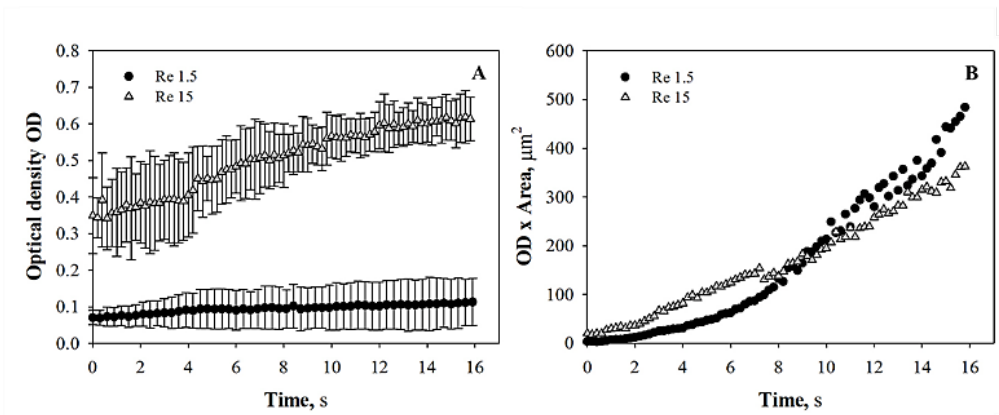 A
Re 1.5
Re 15
Optical density OD
0.8
0.7
0.6
0.5
0.4
0.3
0.2
0.1
0.0
0 2 4 6 8 10 12 14 16
Time, s
B
Re 1.5
Re 15
OD x Area, μm²
600
500
400
300
200
100
0
0 2 4 6 8 10 12 14 16
Time, s